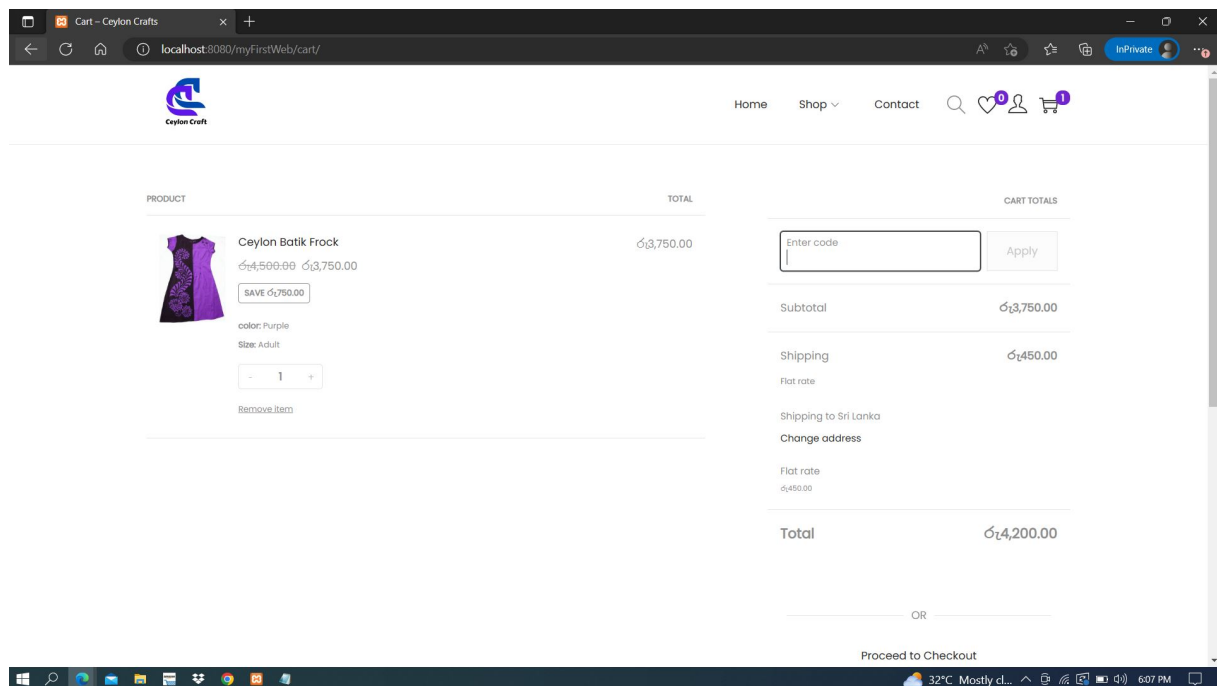 Cart – Ceylon Crafts
localhost:8080/myFirstWeb/cart/
InPrivate
Ceylon Craft
Home
Shop
Contact
0
1
PRODUCT
TOTAL
Ceylon Batik Frock
රු4,500.00 රු3,750.00
SAVE රු750.00
color: Purple
Size: Adult
- 1 +
Remove item
රු3,750.00
CART TOTALS
Enter code
Apply
Subtotal රු3,750.00
Shipping රු450.00
Flat rate
Shipping to Sri Lanka
Change address
Flat rate
රු450.00
Total රු4,200.00
OR
Proceed to Checkout
32°C Mostly cl...
6:07 PM